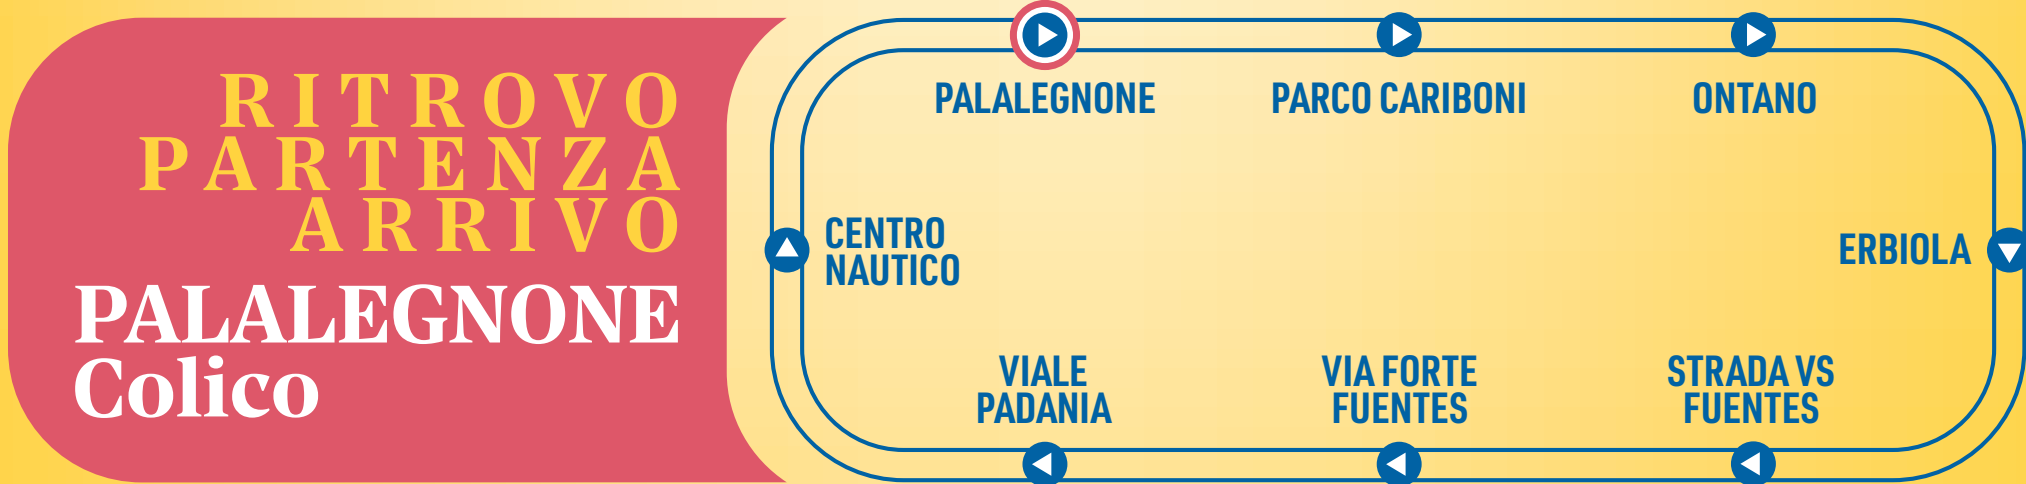 RITROVO
PARTENZA
ARRIVO
PALALEGNONE
Colico
PALALEGNONE
PARCO CARIBONI
ONTANO
CENTRO
NAUTICO
ERBIOLA
VIALE
PADANIA
VIA FORTE
FUENTES
STRADA VS
FUENTES